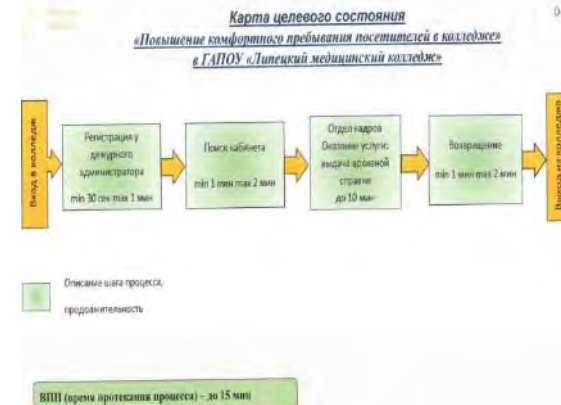 Карта целевого состояния
«Повышение комфортного пребывания посетителей в колледже»
в ГАПОУ «Липецкий медицинский колледж»
Вход в колледж
Регистрация у
дежурного
администратора
min 30 сек max 1 мин
Поиск кабинета
min 1 мин max 2 мин
Отдел кадров
Оказание услуги:
выдача архивной
справки
до 10 мин
Возвращение
min 1 мин max 2 мин
Выход из колледжа
Описание шага процесса,
продолжительность
ВПП (время протекания процесса) – до 15 мин